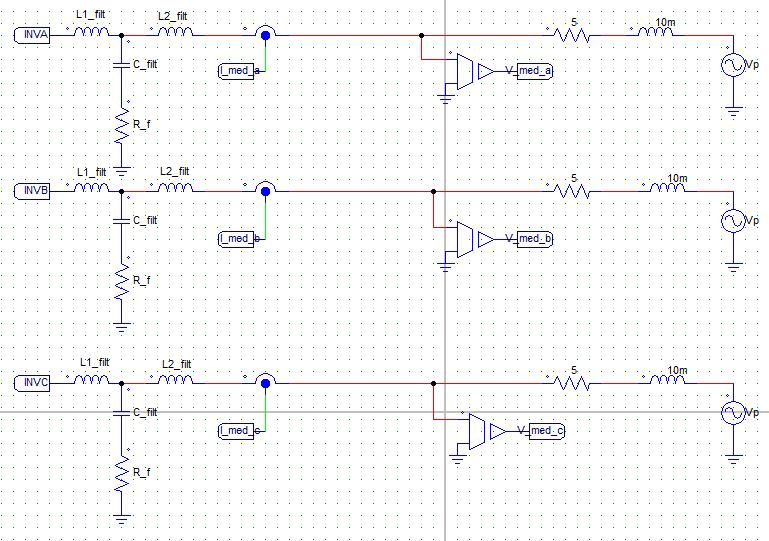 L1_filt L2_filt 5 10m
INVA
C_filt I_med_a V_med_a Vp
R_f
L1_filt L2_filt 5 10m
INVB
C_filt I_med_b V_med_b Vp
R_f
L1_filt L2_filt 5 10m
INVC
C_filt I_med_c V_med_c Vp
R_f